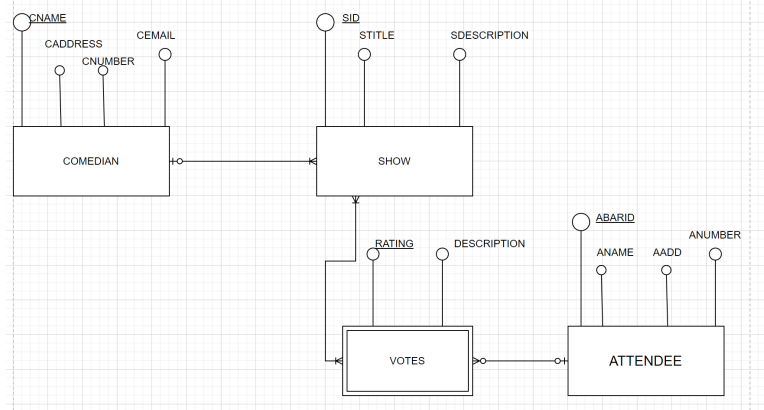 CNAME
CADDRESS
CNUMBER
CEMAIL
SID
STITLE
SDESCRIPTION
COMEDIAN
SHOW
RATING
DESCRIPTION
ABARID
ANAME
AADD
ANUMBER
VOTES
ATTENDEE